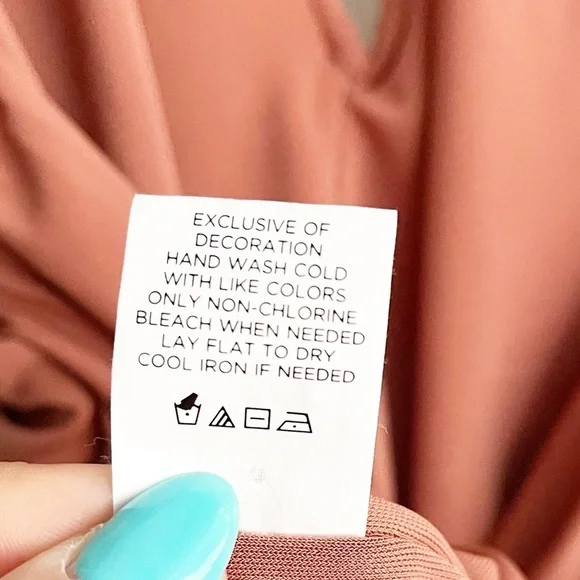 EXCLUSIVE OF
DECORATION
HAND WASH COLD
WITH LIKE COLORS
ONLY NON-CHLORINE
BLEACH WHEN NEEDED
LAY FLAT TO DRY
COOL IRON IF NEEDED